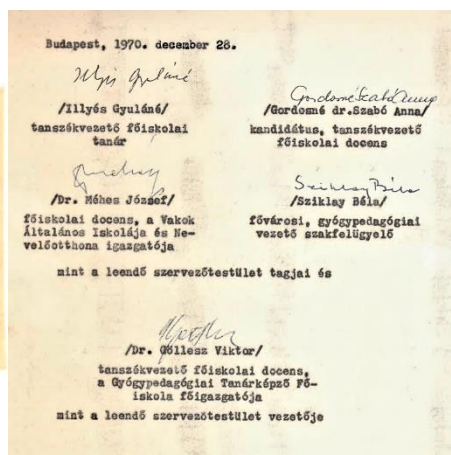 Budapest, 1970. december 28.
Illyés Gyuláné
/Illyés Gyuláné/
tanszékvezető főiskolai
tanár
Gordosné Szabó Anna
/Gordosné dr.Szabó Anna/
kandidátus, tanszékvezető
főiskolai docens
/Dr. Méhes József/
főiskolai docens, a Vakok
Általános Iskolája és Ne-
velőotthona igazgatója
Sziklay Béla
/Sziklay Béla/
fővárosi, gyógypedagógiai
vezető szakfelügyelő
mint a leendő szervezőtestület tagjai és
/Dr. Göllesz Viktor/
tanszékvezető főiskolai docens,
a Gyógypedagógiai Tanárképző Fő-
iskola főigazgatója
mint a leendő szervezőtestület vezetője